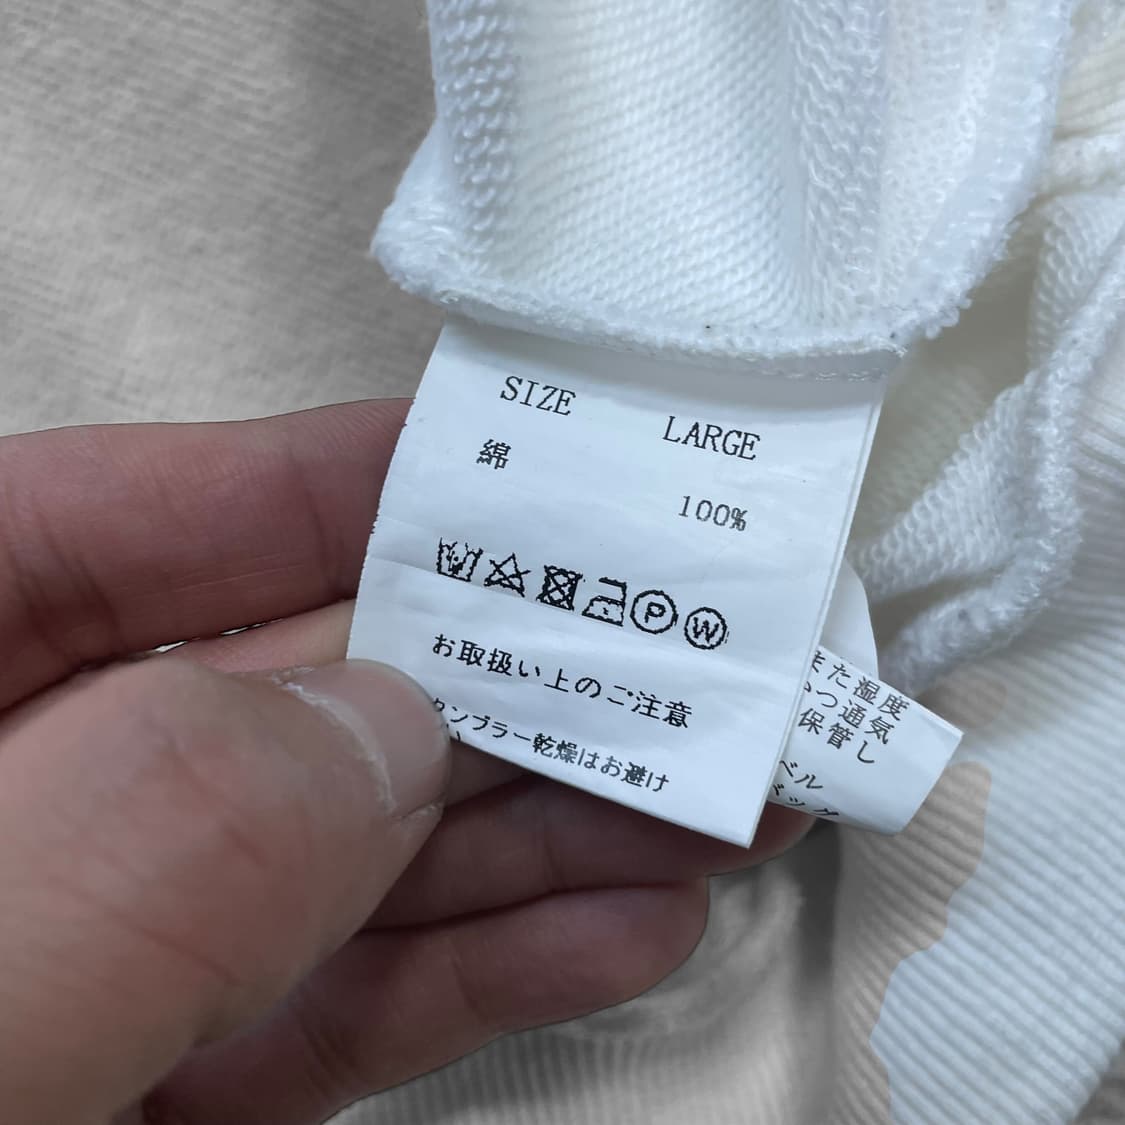 SIZE LARGE
綿 100%
P W
お取扱い上のご注意
タンブラー乾燥はお避け
い
また湿度
つ通気
保管し
ベル